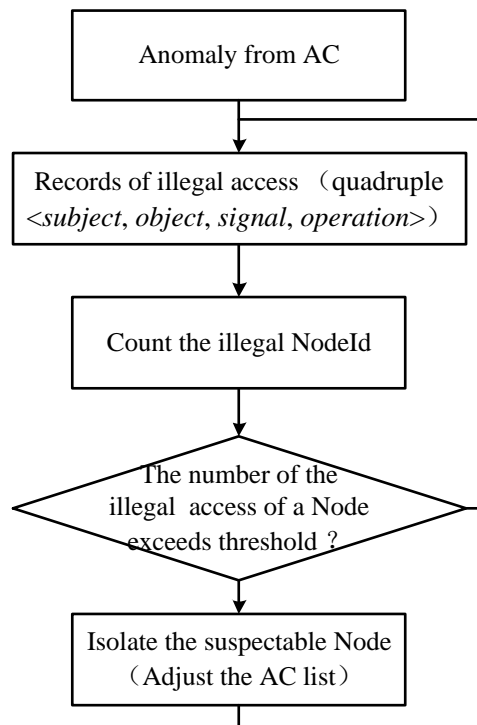 Anomaly from AC
Records of illegal access （quadruple
<subject, object, signal, operation>）
Count the illegal NodeId
The number of the
illegal access of a Node
exceeds threshold？
Isolate the suspectable Node
（Adjust the AC list）